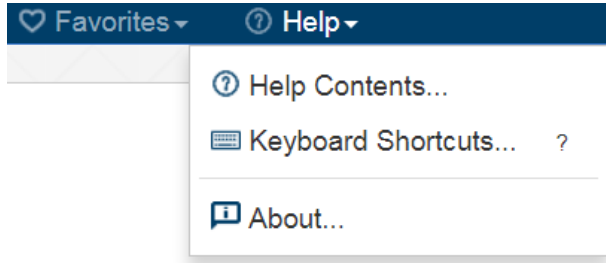 Favorites Help
Help Contents...
Keyboard Shortcuts... ?
About...